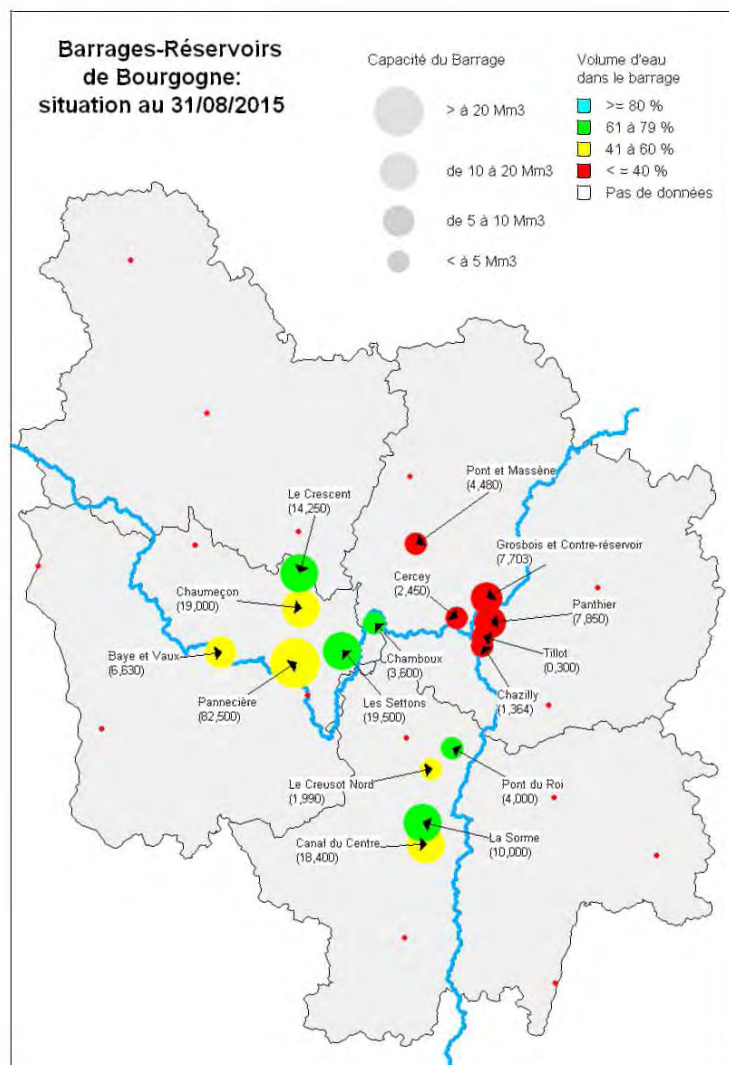 Barrages-Réservoirs
de Bourgogne:
situation au 31/08/2015
Capacité du Barrage
> à 20 Mm3
de 10 à 20 Mm3
de 5 à 10 Mm3
< à 5 Mm3
Volume d'eau
dans le barrage
>= 80 %
61 à 79 %
41 à 60 %
< = 40 %
Pas de données
Pont et Massène
(4,480)
Le Crescent
(14,250)
Grosbois et Contre-réservoir
(7,703)
Cercey
(2,450)
Chaumeçon
(19,000)
Panthier
(7,850)
Baye et Vaux
(6,630)
Chamboux
(3,600)
Tillot
(0,300)
Pannecière
(82,500)
Les Settons
(19,500)
Chazilly
(1,364)
Le Creusot Nord
(1,990)
Pont du Roi
(4,000)
Canal du Centre
(18,400)
La Sorme
(10,000)